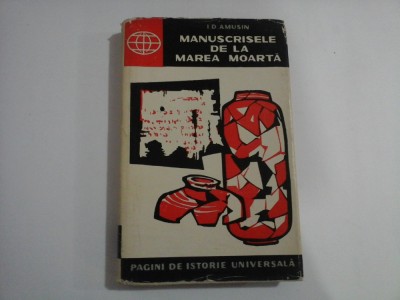 I.D. AMUSIN
MANUSCRISELE
DE LA
MAREA MOARTĂ
PAGINI DE ISTORIE UNIVERSALĂ